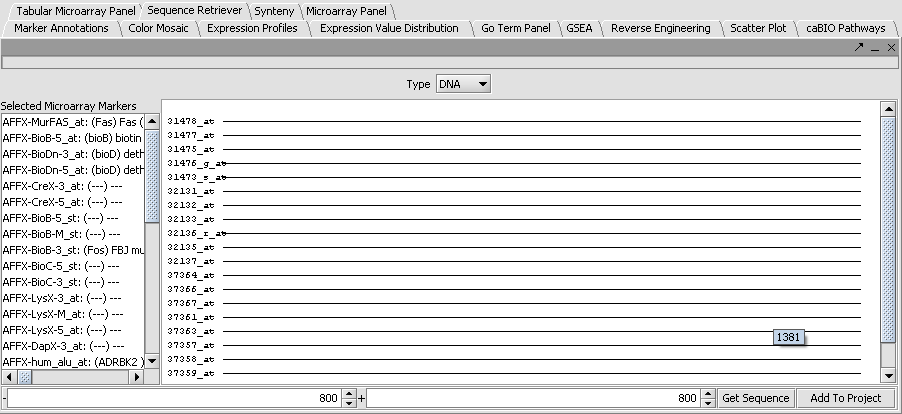 Tabular Microarray Panel Sequence Retriever Synteny Microarray Panel
Marker Annotations Color Mosaic Expression Profiles Expression Value Distribution Go Term Panel GSEA Reverse Engineering Scatter Plot caBIO Pathways
Type DNA
Selected Microarray Markers
AFFX-MurFAS_at: (Fas) Fas (
AFFX-BioB-5_at: (bioB) biotin
AFFX-BioDn-3_at: (bioD) deth
AFFX-BioDn-5_at: (bioD) deth
AFFX-CreX-3_at: (---) ---
AFFX-CreX-5_at: (---) ---
AFFX-BioB-5_st: (---) ---
AFFX-BioB-M_st: (---) ---
AFFX-BioB-3_st: (Fos) FBJ mu
AFFX-BioC-5_st: (---) ---
AFFX-BioC-3_st: (---) ---
AFFX-LysX-3_at: (---) ---
AFFX-LysX-M_at: (---) ---
AFFX-LysX-5_at: (---) ---
AFFX-DapX-3_at: (---) ---
AFFX-hum_alu_at: (ADRBK2 )
31478_at
31477_at
31475_at
31476_g_at
31473_s_at
32131_at
32132_at
32133_at
32136_r_at
32135_at
32137_at
37364_at
37366_at
37367_at
37361_at
37363_at
37357_at
37358_at
37359_at
1381
- 800 + 800 Get Sequence Add To Project